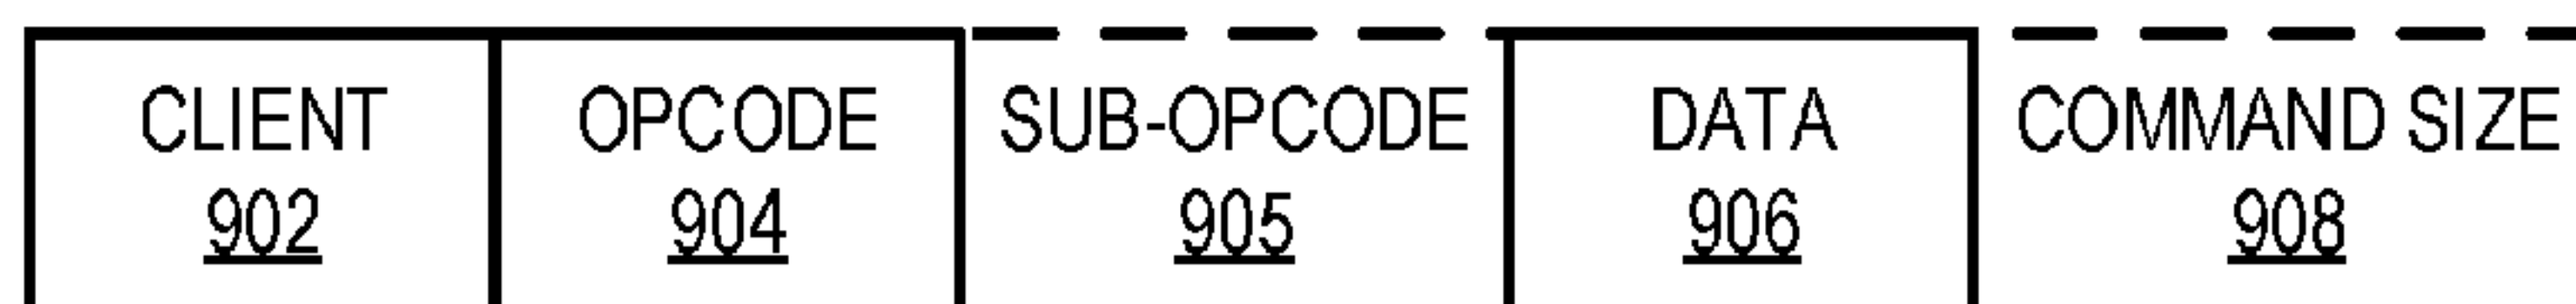 CLIENT OPCODE SUB-OPCODE DATA COMMAND SIZE
902 904 905 906 908